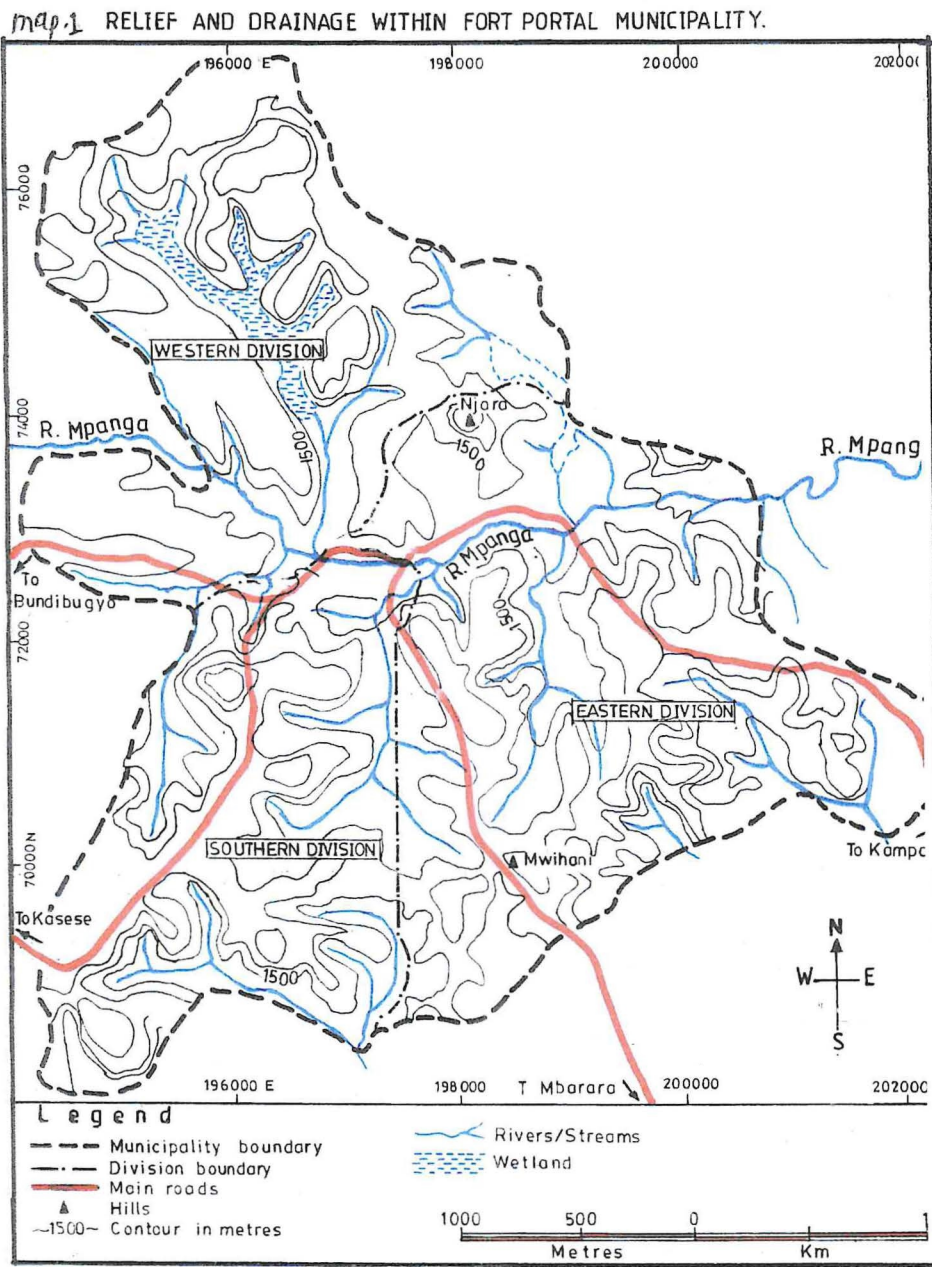 map.1 RELIEF AND DRAINAGE WITHIN FORT PORTAL MUNICIPALITY.
196000 E
198000
200000
202000
76000
WESTERN DIVISION
Njara
74000
R. Mpanga
1500
1500
R. Mpang
R. Mpanga
To
Bundibugyo
1500
72000
EASTERN DIVISION
SOUTHERN DIVISION
Mwihani
70000N
To Kampa
To Kasese
1500
N
W
E
S
196000 E
198000
T Mbarara
200000
202000
Legend
Municipality boundary
Division boundary
Main roads
Hills
~1500~ Contour in metres
Rivers/Streams
Wetland
1000
500
0
1
Metres
Km